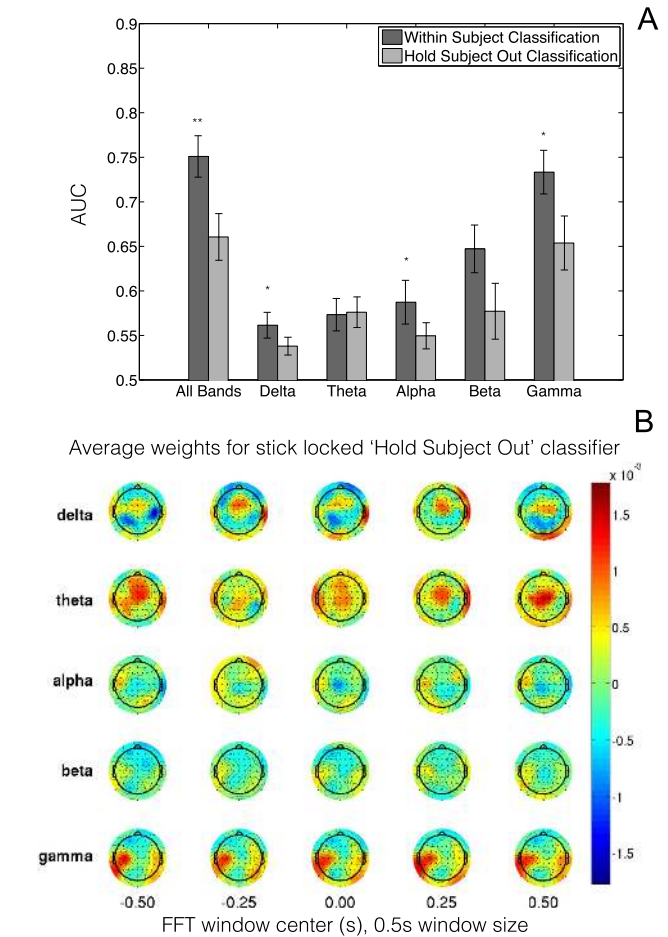 A
0.9
0.85
0.8
0.75
0.7
0.65
0.6
0.55
0.5
AUC
Within Subject Classification
Hold Subject Out Classification
**
*
*
*
All Bands Delta Theta Alpha Beta Gamma
B
Average weights for stick locked ‘Hold Subject Out’ classifier
x 10⁻³
delta
theta
alpha
beta
gamma
1.5
1
0.5
0
-0.5
-1
-1.5
-0.50 -0.25 0.00 0.25 0.50
FFT window center (s), 0.5s window size